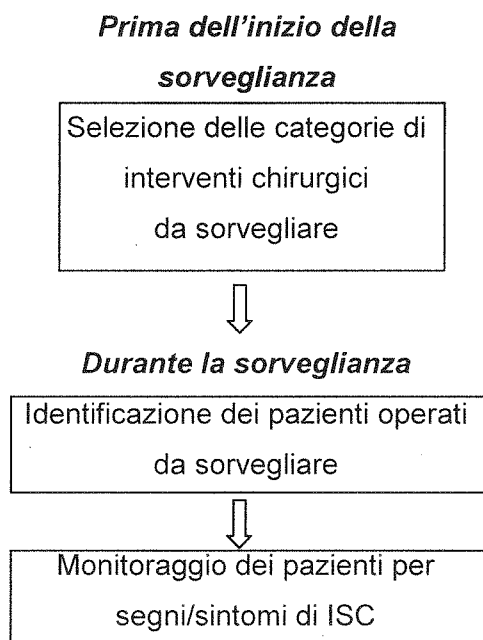 Prima dell'inizio della
sorveglianza
Selezione delle categorie di
interventi chirurgici
da sorvegliare
Durante la sorveglianza
Identificazione dei pazienti operati
da sorvegliare
Monitoraggio dei pazienti per
segni/sintomi di ISC